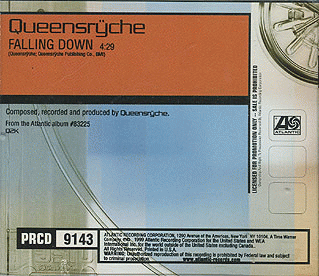 Queensrÿche
FALLING DOWN 4:29
(Queensrÿche; Queensrÿche Publishing Co., BMI)
Composed, recorded and produced by Queensrÿche.
From the Atlantic album #83225
Q2K
LICENSED FOR PROMOTION ONLY – SALE IS PROHIBITED
ATLANTIC
PRCD 9143
ATLANTIC RECORDING CORPORATION, 1290 Avenue of the Americas, New York, NY 10104. A Time Warner
Company. ℗© 1999 Atlantic Recording Corporation for the United States and WEA
International Inc. for the world outside of the United States excluding Canada.
All Rights Reserved. Printed in U.S.A.
WARNING: Unauthorized reproduction of this recording is prohibited by Federal law and subject
to criminal prosecution. www.atlantic-records.com